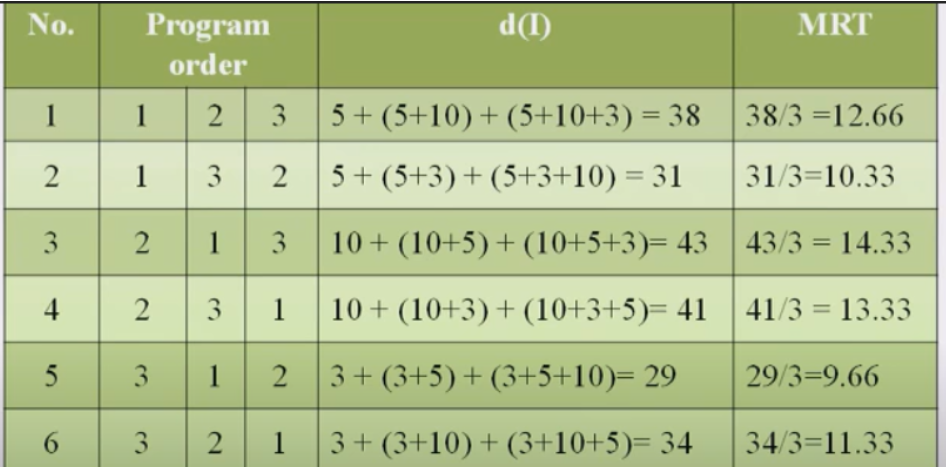 No. Program order d(I) MRT
1 1 2 3 5 + (5+10) + (5+10+3) = 38 38/3 =12.66
2 1 3 2 5 + (5+3) + (5+3+10) = 31 31/3=10.33
3 2 1 3 10 + (10+5) + (10+5+3)= 43 43/3 = 14.33
4 2 3 1 10 + (10+3) + (10+3+5)= 41 41/3 = 13.33
5 3 1 2 3 + (3+5) + (3+5+10)= 29 29/3=9.66
6 3 2 1 3 + (3+10) + (3+10+5)= 34 34/3=11.33